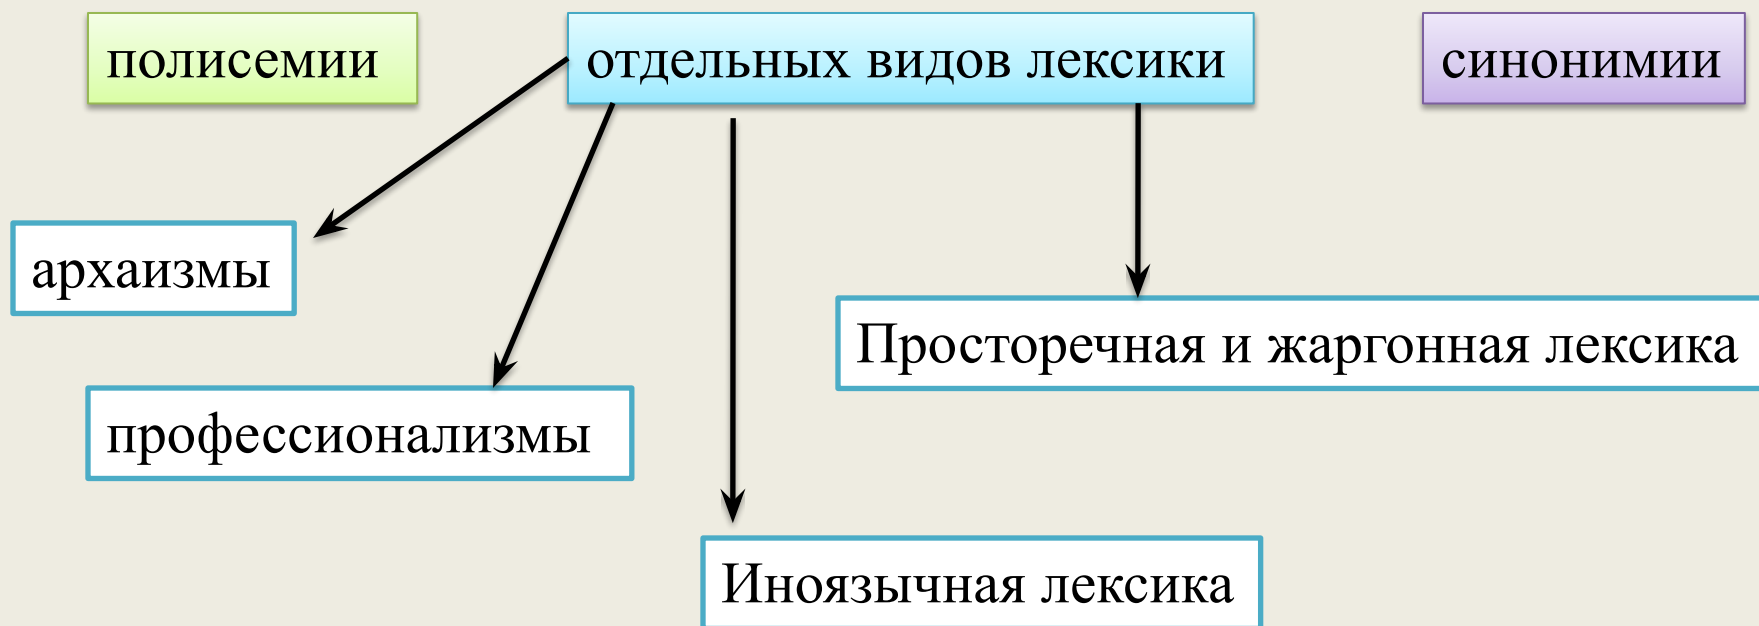 полисемии
отдельных видов лексики
синонимии
архаизмы
Просторечная и жаргонная лексика
профессионализмы
Иноязычная лексика